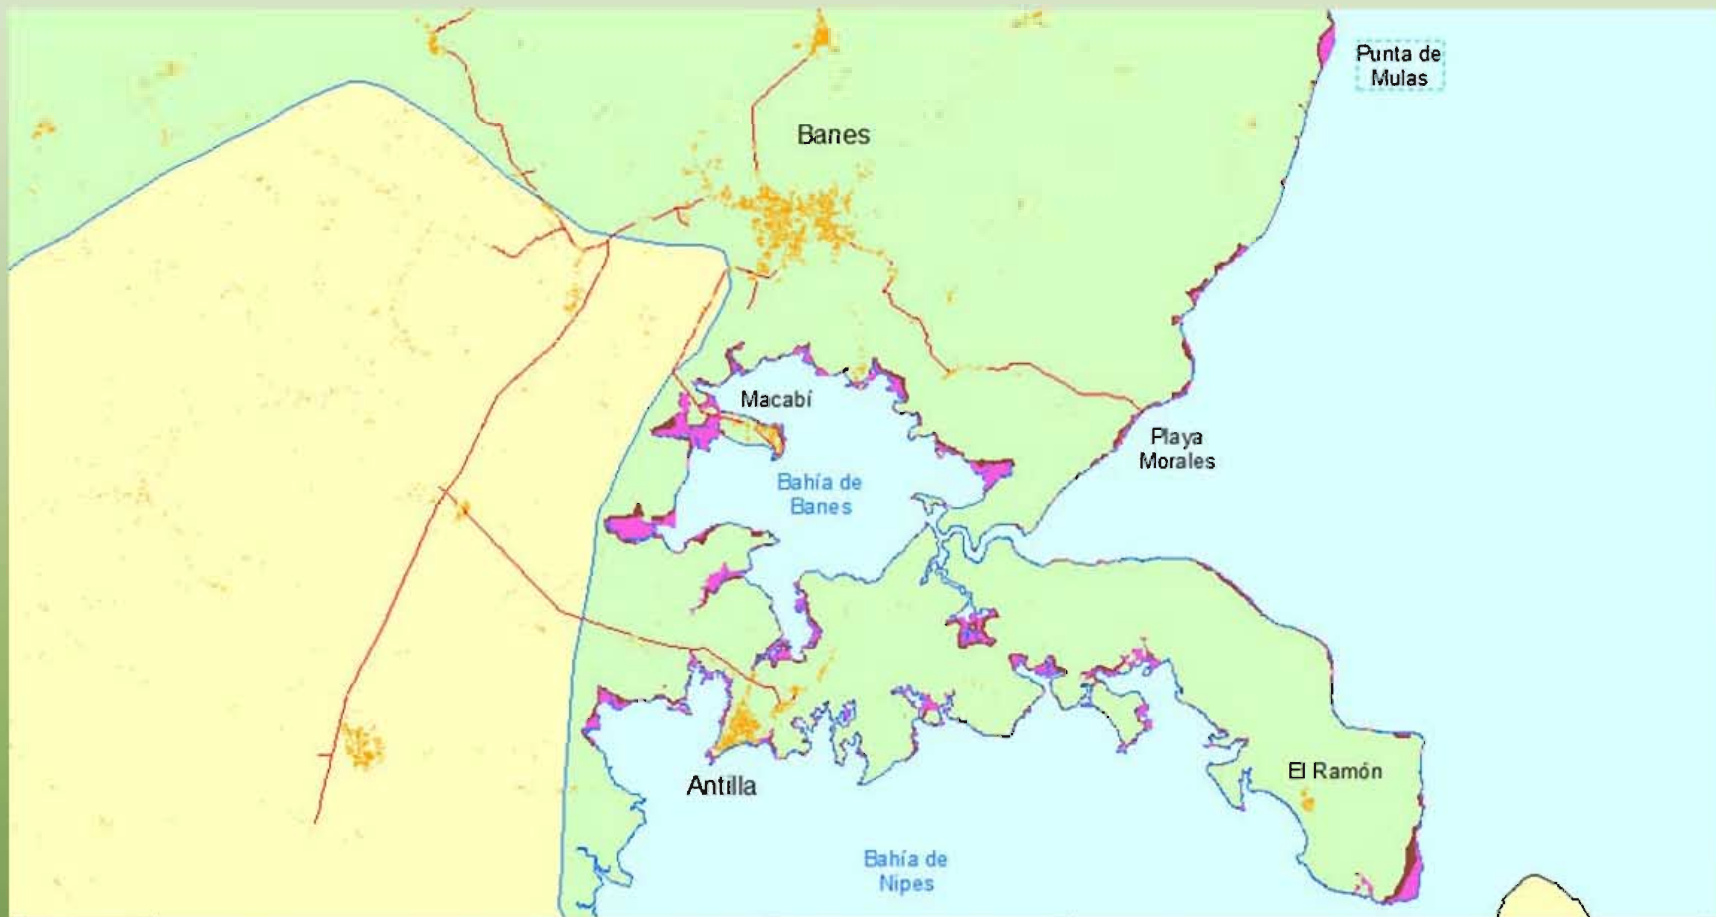 Punta de
Mulas
Banes
Macabí
Playa
Morales
Bahía de
Banes
El Ramón
Antilla
Bahía de
Nipes